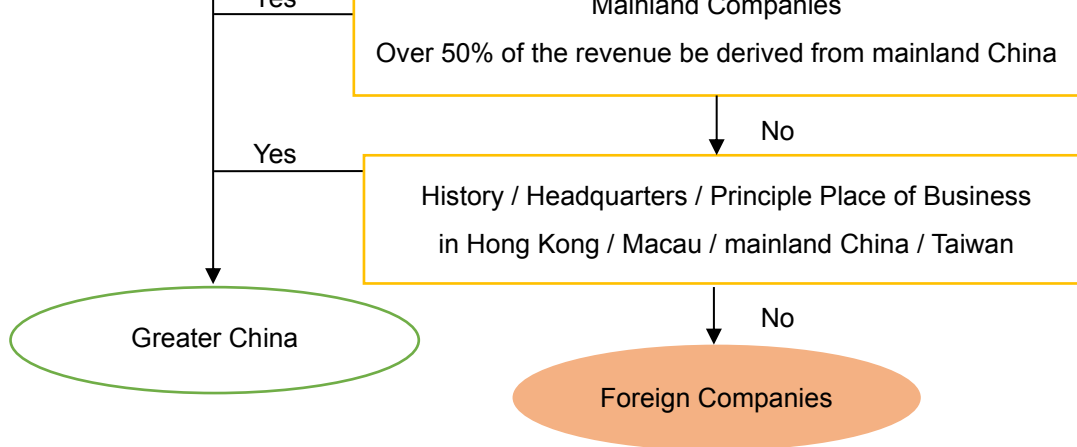 Yes
Mainland Companies
Over 50% of the revenue be derived from mainland China
No
Yes
History / Headquarters / Principle Place of Business
in Hong Kong / Macau / mainland China / Taiwan
No
Greater China
Foreign Companies